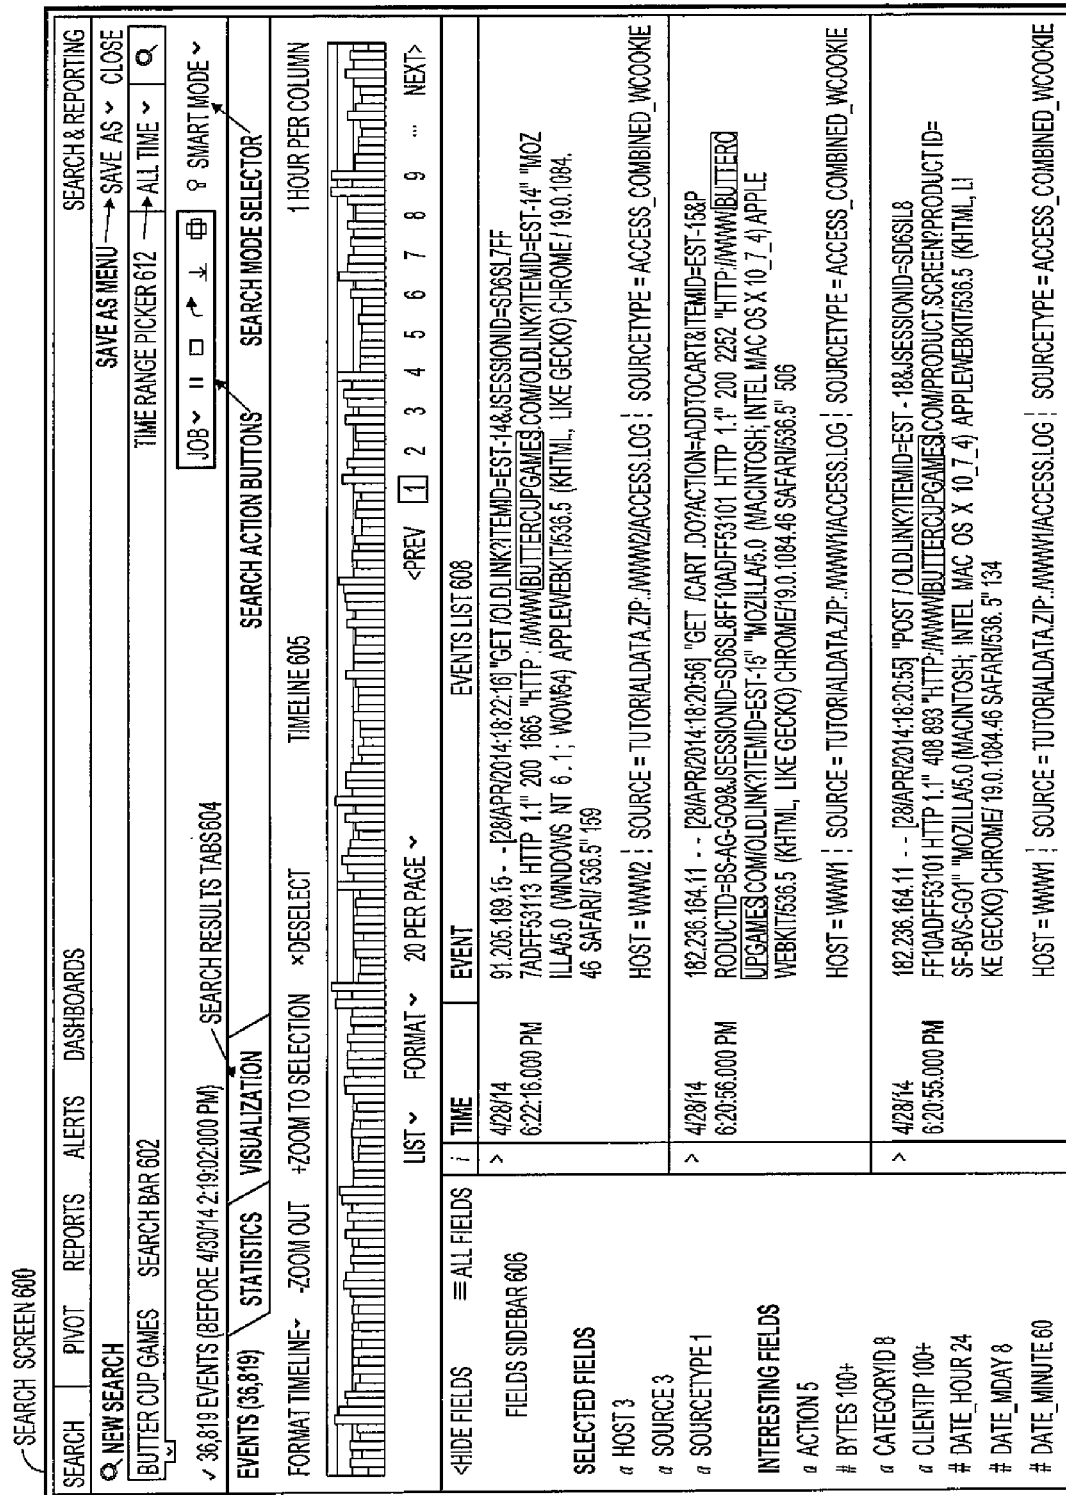 SEARCH SCREEN 600
SEARCH PIVOT REPORTS ALERTS DASHBOARDS SEARCH & REPORTING
NEW SEARCH SAVE AS MENU SAVE AS CLOSE
BUTTER CUP GAMES SEARCH BAR 602 TIME RANGE PICKER 612 ALL TIME
✓ 36,819 EVENTS (BEFORE 4/30/14 2:19:02:000 PM) SEARCH RESULTS TABS604 JOB SMART MODE
EVENTS (36,819) STATISTICS VISUALIZATION SEARCH ACTION BUTTONS SEARCH MODE SELECTOR
FORMAT TIMELINE -ZOOM OUT +ZOOM TO SELECTION ×DESELECT TIMELINE 605 1 HOUR PER COLUMN
LIST FORMAT 20 PER PAGE <PREV 1 2 3 4 5 6 7 8 9 ... NEXT>
<HIDE FIELDS ≡ ALL FIELDS i TIME EVENT EVENTS LIST 608
FIELDS SIDEBAR 606
SELECTED FIELDS
a HOST 3
a SOURCE 3
a SOURCETYPE 1
INTERESTING FIELDS
a ACTION 5
# BYTES 100+
a CATEGORYID 8
a CLIENTIP 100+
# DATE_HOUR 24
# DATE_MDAY 8
# DATE_MINUTE 60
> 4/28/14
6:22:16.000 PM
91.205.189.15 - - [28/APR/2014:18:22:16] "GET /OLDLINK?ITEMID=EST-14&JSESSIONID=SD6SL7FF
7ADFF53113 HTTP 1.1" 200 1665 "HTTP://WWW.BUTTERCUPGAMES.COM/OLDLINK?ITEMID=EST-14" "MOZ
ILLA/5.0 (WINDOWS NT 6.1; WOW64) APPLEWEBKIT/536.5 (KHTML, LIKE GECKO) CHROME / 19.0.1084.
46 SAFARI/ 536.5" 159
HOST = WWW2 ¦ SOURCE = TUTORIALDATA.ZIP:./WWW2/ACCESS.LOG ¦ SOURCETYPE = ACCESS_COMBINED_WCOOKIE
> 4/28/14
6:20:56.000 PM
182.236.164.11 - - [28/APR/2014:18:20:56] "GET /CART.DO?ACTION=ADDTOCART&ITEMID=EST-15&P
RODUCTID=BS-AG-GO9&JSESSIONID=SD6SL8FF10ADFF53101 HTTP 1.1" 200 2252 "HTTP://WWW.BUTTERC
UPGAMES.COM/OLDLINK?ITEMID=EST-15" "MOZILLA/5.0 (MACINTOSH; INTEL MAC OS X 10_7_4) APPLE
WEBKIT/536.5 (KHTML, LIKE GECKO) CHROME/19.0.1084.46 SAFARI/536.5" 506
HOST = WWW1 ¦ SOURCE = TUTORIALDATA.ZIP:./WWW1/ACCESS.LOG ¦ SOURCETYPE = ACCESS_COMBINED_WCOOKIE
> 4/28/14
6:20:55.000 PM
182.236.164.11 - - [28/APR/2014:18:20:55] "POST / OLDLINK?ITEMID=EST - 18&JSESSIONID=SD6SIL8
FF10ADFF53101 HTTP 1.1" 408 893 "HTTP://WWW.BUTTERCUPGAMES.COM/PRODUCT.SCREEN?PRODUCT ID=
SF-BVS-GO1" "MOZILLA/5.0 (MACINTOSH; INTEL MAC OS X 10_7_4) APPLEWEBKIT/536.5 (KHTML, LI
KE GECKO) CHROME/ 19.0.1084.46 SAFARI/536.5" 134
HOST = WWW1 ¦ SOURCE = TUTORIALDATA.ZIP:./WWW1/ACCESS.LOG ¦ SOURCETYPE = ACCESS_COMBINED_WCOOKIE